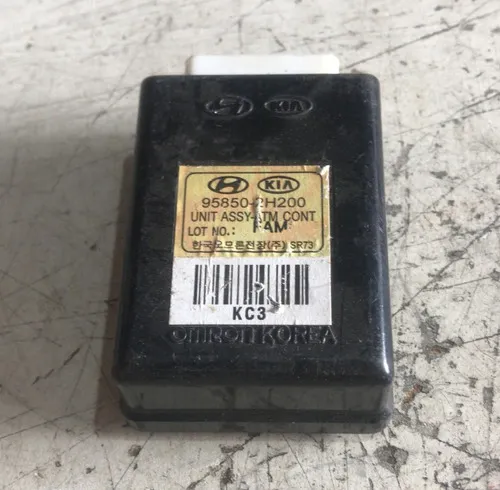 KIA
KIA
95850-2H200
UNIT ASSY-ATM CONT
LOT NO.: FAM
한국오므론전장(주) SR73
KC3
OMRON KOREA